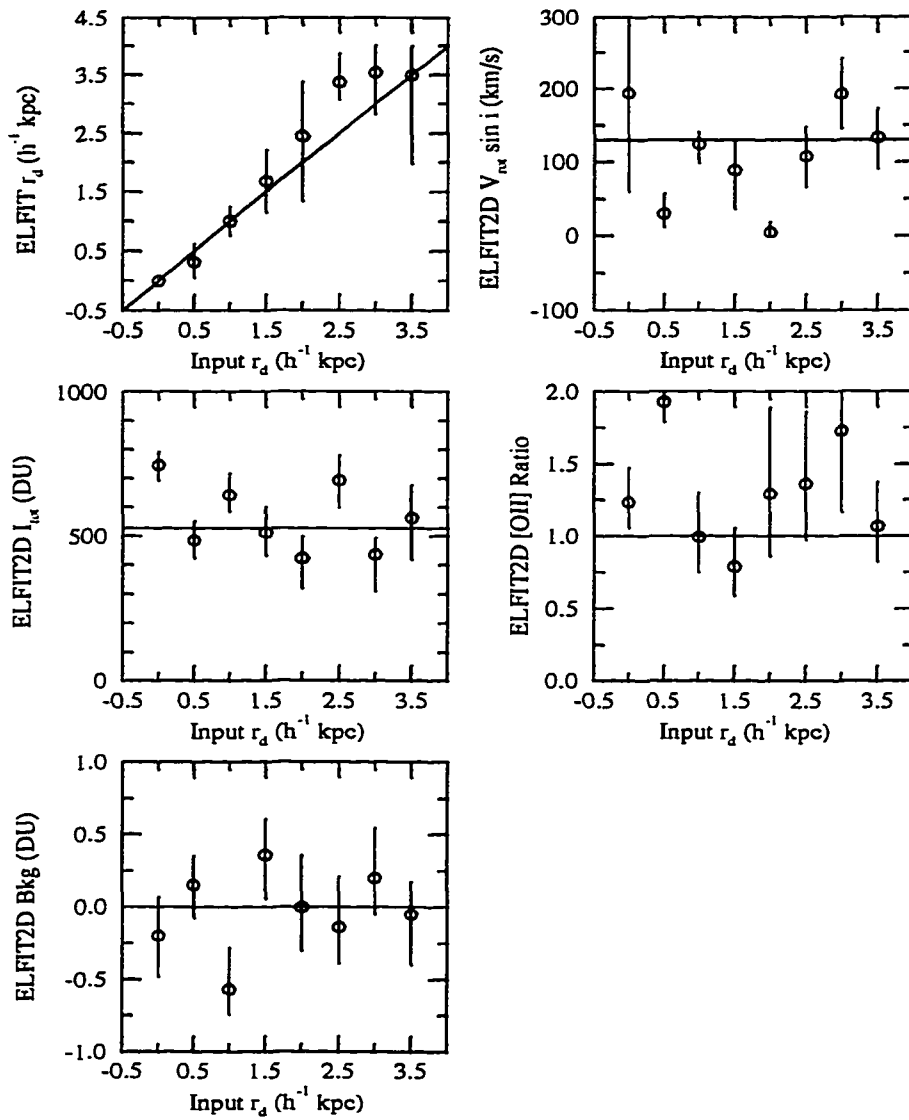 ELFIT r_d (h^-1 kpc)
4.5
3.5
2.5
1.5
0.5
-0.5
-0.5 0.5 1.5 2.5 3.5
Input r_d (h^-1 kpc)
ELFIT2D V_rot sin i (km/s)
300
200
100
0
-100
-0.5 0.5 1.5 2.5 3.5
Input r_d (h^-1 kpc)
ELFIT2D I_tot (DU)
1000
500
0
-0.5 0.5 1.5 2.5 3.5
Input r_d (h^-1 kpc)
ELFIT2D [OII] Ratio
2.0
1.5
1.0
0.5
0.0
-0.5 0.5 1.5 2.5 3.5
Input r_d (h^-1 kpc)
ELFIT2D Bkg (DU)
1.0
0.5
0.0
-0.5
-1.0
-0.5 0.5 1.5 2.5 3.5
Input r_d (h^-1 kpc)